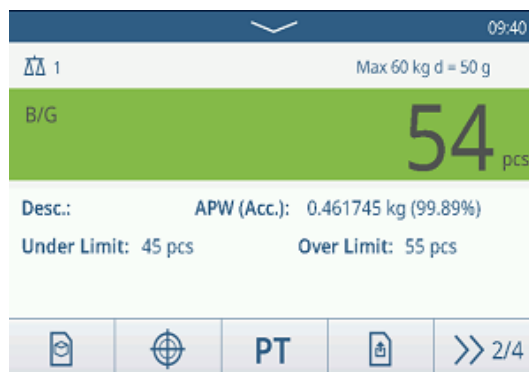 09:40
1 Max 60 kg d = 50 g
B/G
54 pcs
Desc.: APW (Acc.): 0.461745 kg (99.89%)
Under Limit: 45 pcs Over Limit: 55 pcs
PT 2/4